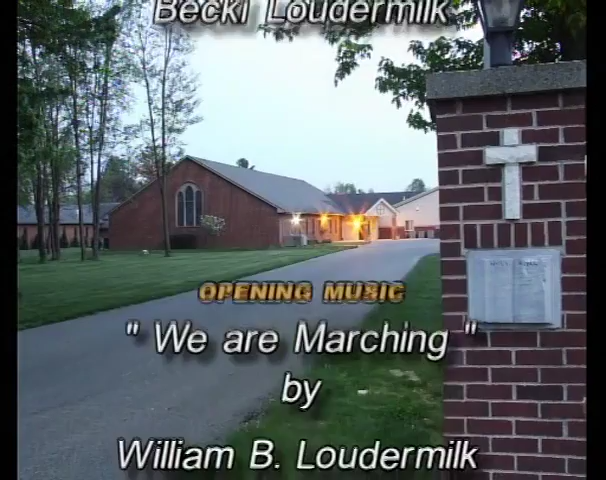 Becki Loudermilk
OPENING MUSIC
" We are Marching "
by
William B. Loudermilk